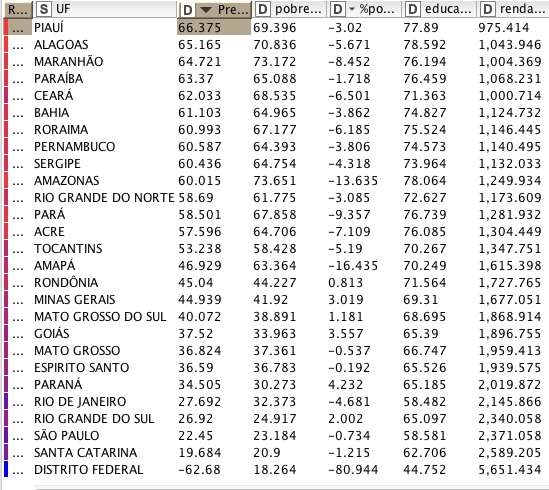 R... S UF D Pre... D pobre... D %po... D educa... D renda...
... PIAUÍ 66.375 69.396 -3.02 77.89 975.414
... ALAGOAS 65.165 70.836 -5.671 78.592 1,043.946
... MARANHÃO 64.721 73.172 -8.452 76.194 1,004.369
... PARAÍBA 63.37 65.088 -1.718 76.459 1,068.231
... CEARÁ 62.033 68.535 -6.501 71.363 1,000.714
... BAHIA 61.103 64.965 -3.862 74.827 1,124.732
... RORAIMA 60.993 67.177 -6.185 75.524 1,146.445
... PERNAMBUCO 60.587 64.393 -3.806 74.573 1,140.495
... SERGIPE 60.436 64.754 -4.318 73.964 1,132.033
... AMAZONAS 60.015 73.651 -13.635 78.064 1,249.934
... RIO GRANDE DO NORTE 58.69 61.775 -3.085 72.627 1,173.609
... PARÁ 58.501 67.858 -9.357 76.739 1,281.932
... ACRE 57.596 64.706 -7.109 76.085 1,304.449
... TOCANTINS 53.238 58.428 -5.19 70.267 1,347.751
... AMAPÁ 46.929 63.364 -16.435 70.249 1,615.398
... RONDÔNIA 45.04 44.227 0.813 71.564 1,727.765
... MINAS GERAIS 44.939 41.92 3.019 69.31 1,677.051
... MATO GROSSO DO SUL 40.072 38.891 1.181 68.695 1,868.914
... GOIÁS 37.52 33.963 3.557 65.39 1,896.755
... MATO GROSSO 36.824 37.361 -0.537 66.747 1,959.413
... ESPIRITO SANTO 36.59 36.783 -0.192 65.526 1,939.575
... PARANÁ 34.505 30.273 4.232 65.185 2,019.872
... RIO DE JANEIRO 27.692 32.373 -4.681 58.482 2,145.866
... RIO GRANDE DO SUL 26.92 24.917 2.002 65.097 2,340.058
... SÃO PAULO 22.45 23.184 -0.734 58.581 2,371.058
... SANTA CATARINA 19.684 20.9 -1.215 62.706 2,589.205
... DISTRITO FEDERAL -62.68 18.264 -80.944 44.752 5,651.434